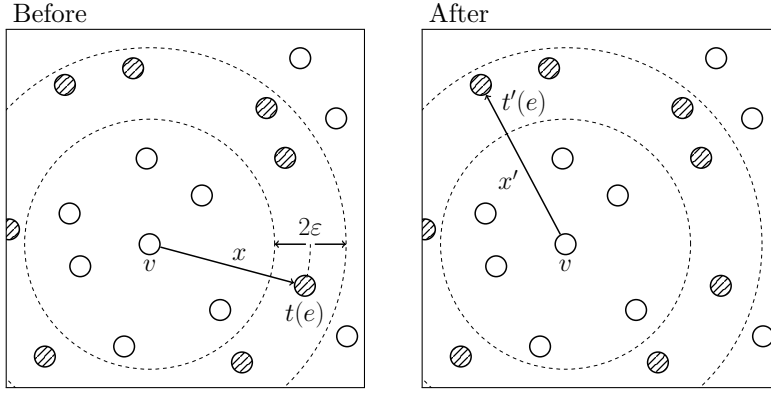 Before
After
t'(e)
x'
2ε
x
v
v
t(e)